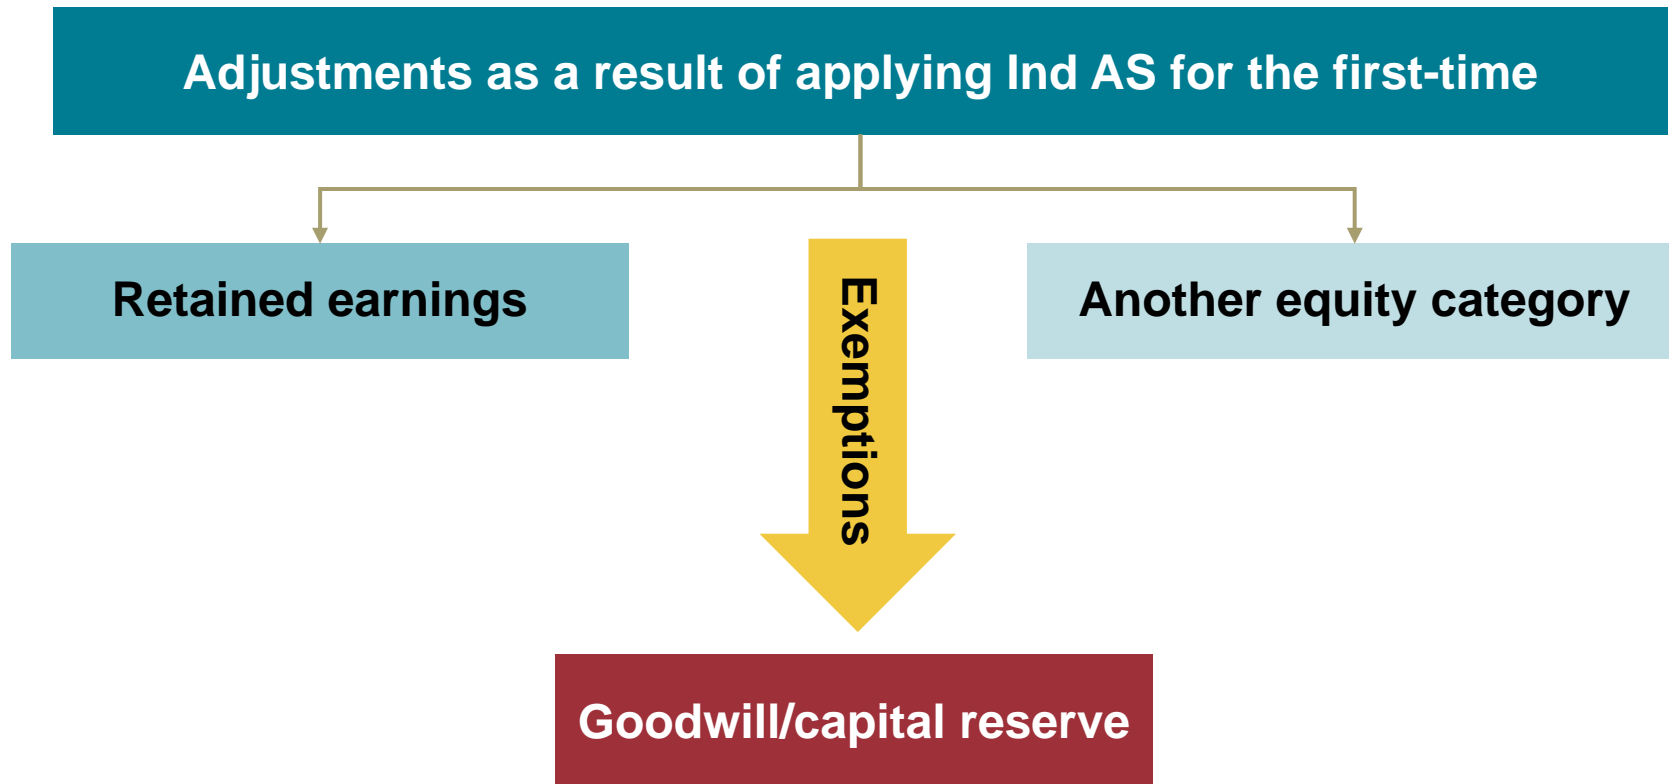 Adjustments as a result of applying Ind AS for the first-time
Retained earnings
Exemptions
Another equity category
Goodwill/capital reserve